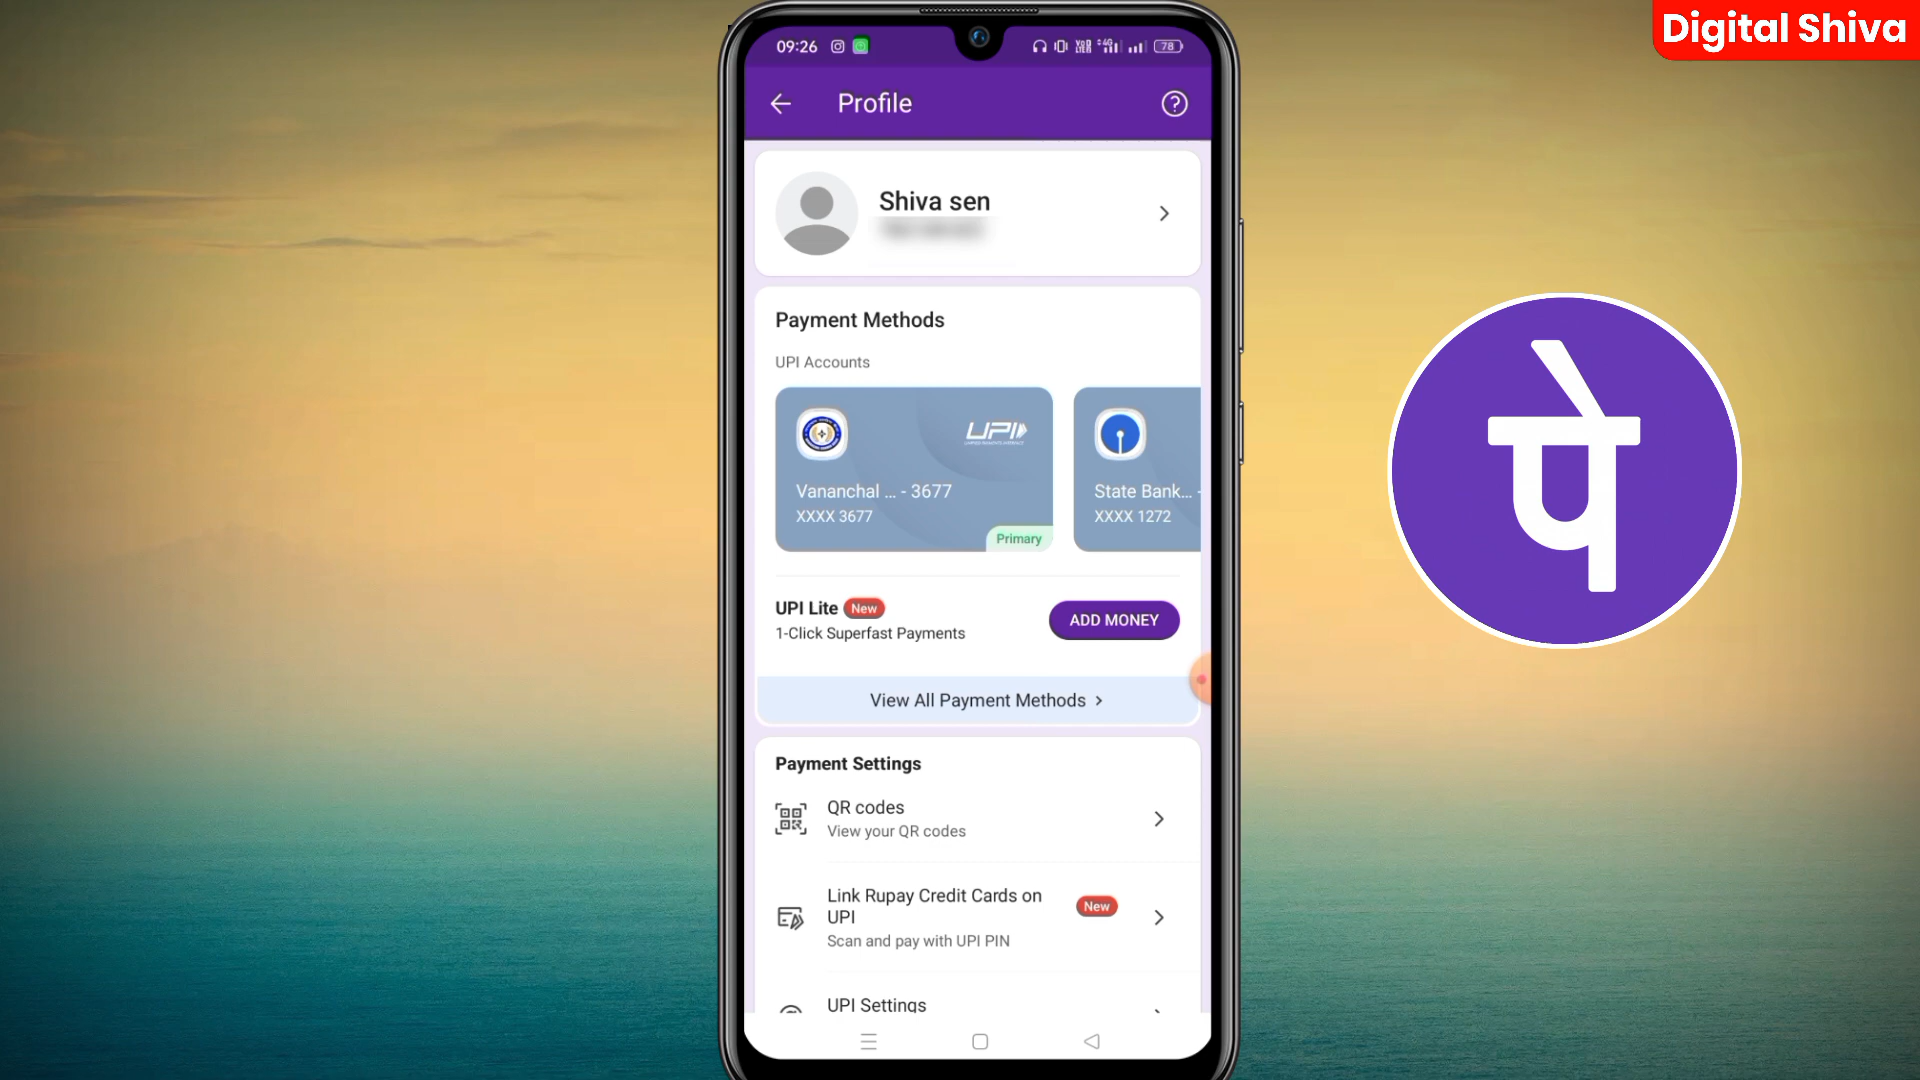 Digital Shiva
09:26
78
Profile
Shiva sen
Payment Methods
UPI Accounts
UPI
Vananchal ... - 3677
XXXX 3677
Primary
State Bank... -
XXXX 1272
UPI Lite New
1-Click Superfast Payments
ADD MONEY
View All Payment Methods
Payment Settings
QR codes
View your QR codes
Link Rupay Credit Cards on
UPI
New
Scan and pay with UPI PIN
UPI Settings
पे